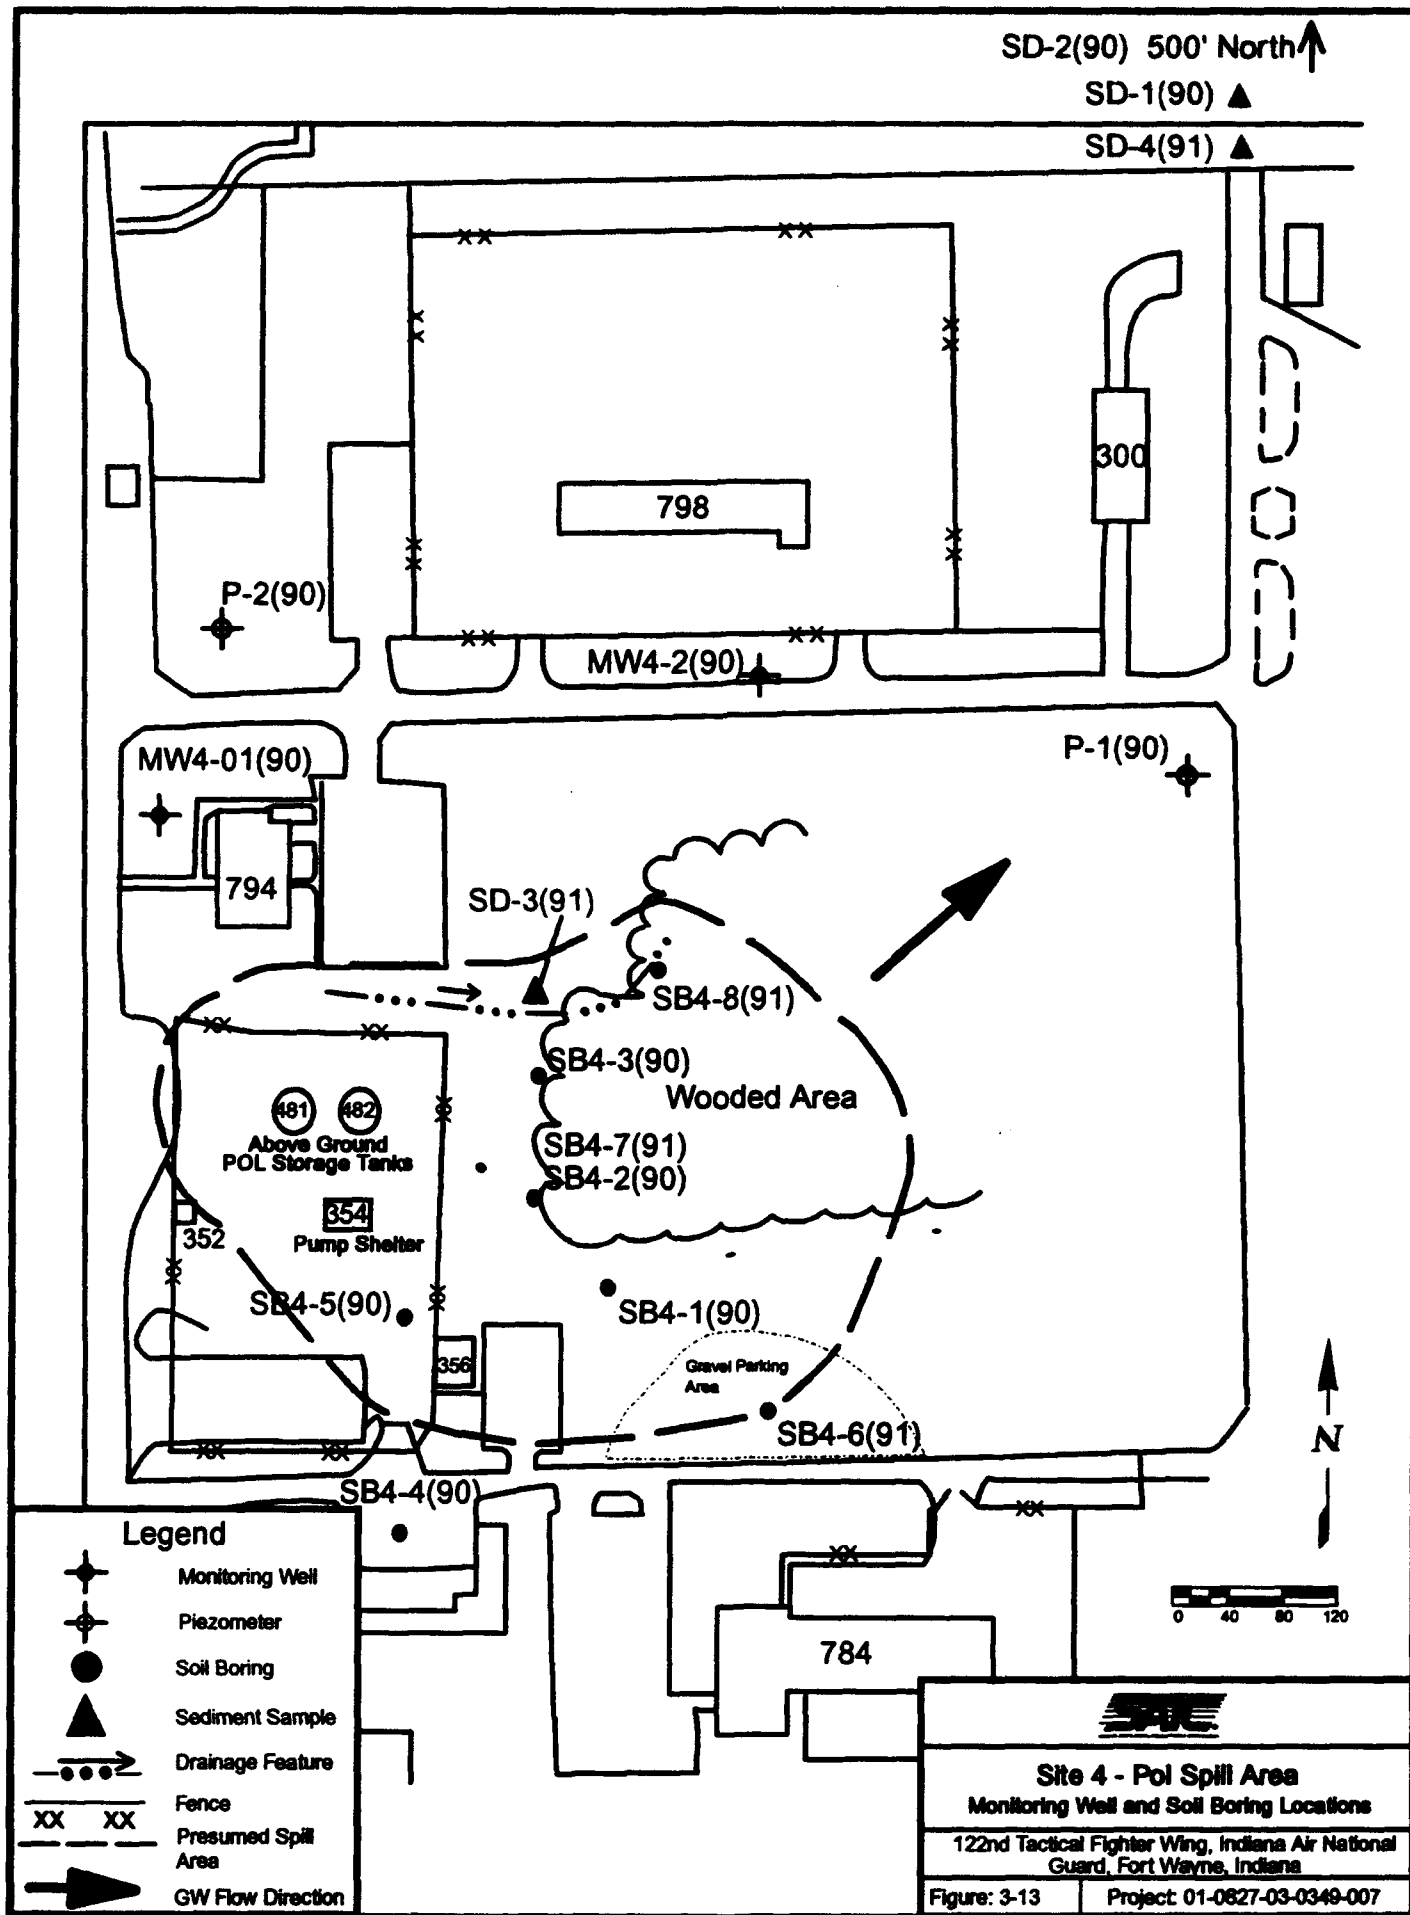 SD-2(90) 500' North
SD-1(90)
SD-4(91)
300
798
P-2(90)
MW4-2(90)
P-1(90)
MW4-01(90)
794
SD-3(91)
SB4-8(91)
SB4-3(90)
Wooded Area
481
482
Above Ground
POL Storage Tanks
SB4-7(91)
SB4-2(90)
354
352
Pump Shelter
SB4-5(90)
SB4-1(90)
356
Gravel Parking
Area
SB4-6(91)
N
SB4-4(90)
0 40 80 120
784
Legend
Monitoring Well
Piezometer
Soil Boring
Sediment Sample
Drainage Feature
Fence
XX XX
Presumed Spill
Area
GW Flow Direction
SAIC
Site 4 - Pol Spill Area
Monitoring Well and Soil Boring Locations
122nd Tactical Fighter Wing, Indiana Air National
Guard, Fort Wayne, Indiana
Figure: 3-13
Project: 01-0827-03-0349-007